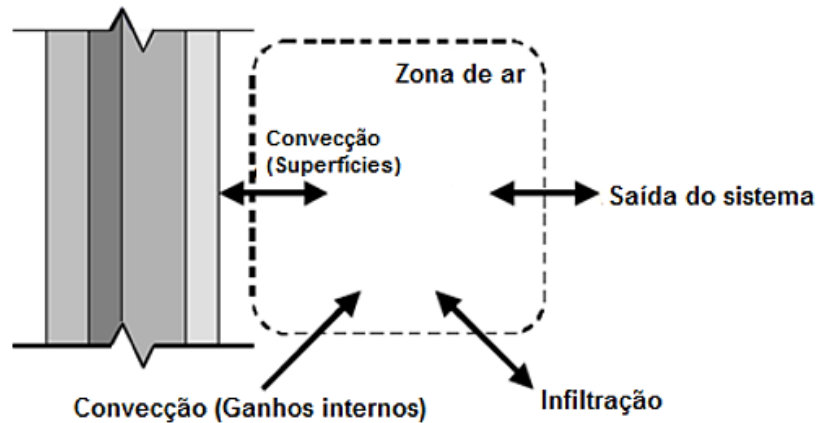 Zona de ar
Convecção
(Superfícies)
Saída do sistema
Convecção (Ganhos internos)
Infiltração